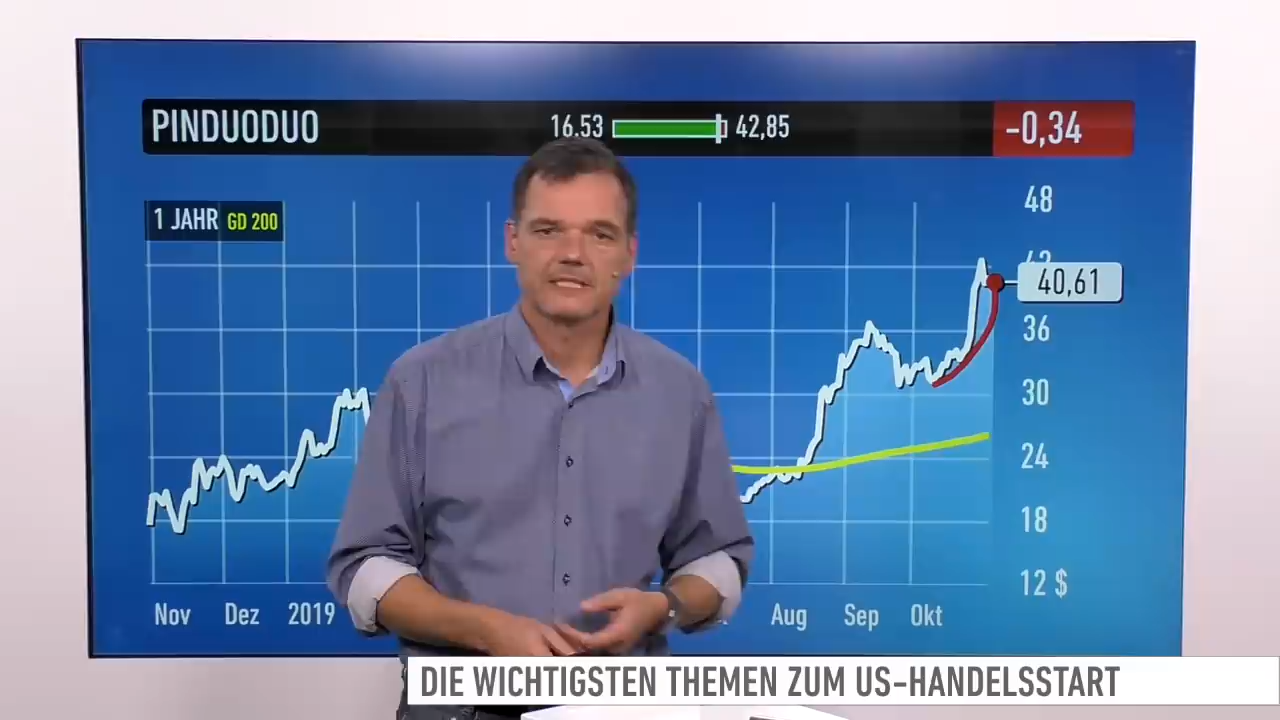 PINDUODUO 16.53 42,85 -0,34
1 JAHR GD 200
48
42
40,61
36
30
24
18
12 $
Nov Dez 2019 Aug Sep Okt
DIE WICHTIGSTEN THEMEN ZUM US-HANDELSSTART